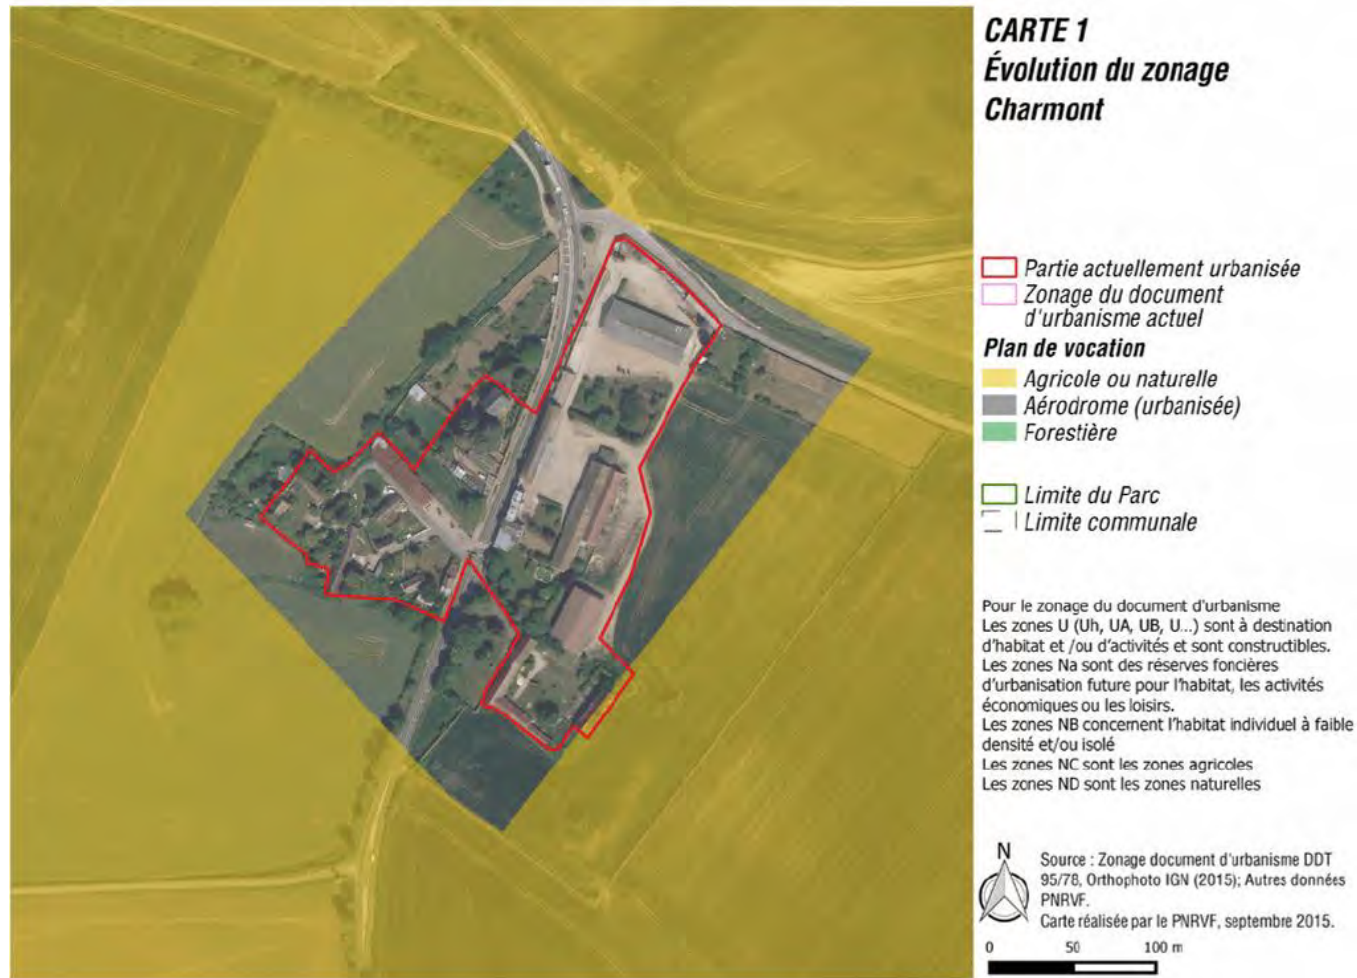 CARTE 1
Évolution du zonage
Charmont
Partie actuellement urbanisée
Zonage du document
d'urbanisme actuel
Plan de vocation
Agricole ou naturelle
Aérodrome (urbanisée)
Forestière
Limite du Parc
Limite communale
Pour le zonage du document d'urbanisme
Les zones U (Uh, UA, UB, U...) sont à destination
d'habitat et /ou d'activités et sont constructibles.
Les zones Na sont des réserves foncières
d'urbanisation future pour l'habitat, les activités
économiques ou les loisirs.
Les zones NB concernent l'habitat individuel à faible
densité et/ou isolé
Les zones NC sont les zones agricoles
Les zones ND sont les zones naturelles
N
Source : Zonage document d'urbanisme DDT
95/78, Orthophoto IGN (2015); Autres données
PNRVF.
Carte réalisée par le PNRVF, septembre 2015.
0 50 100 m